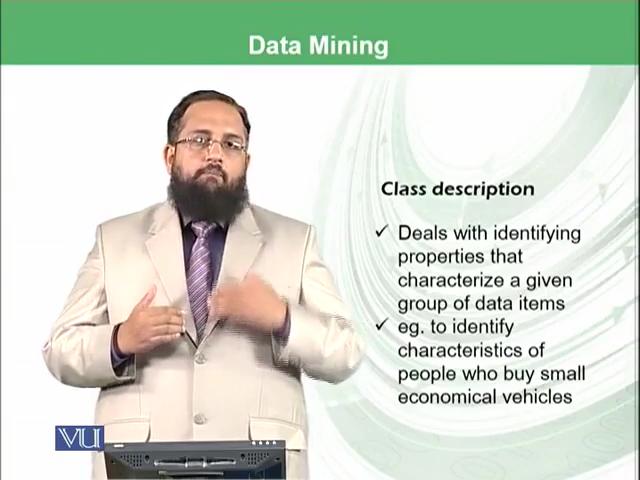 Data Mining
Class description
✓ Deals with identifying
properties that
characterize a given
group of data items
✓ eg. to identify
characteristics of
people who buy small
economical vehicles
VU